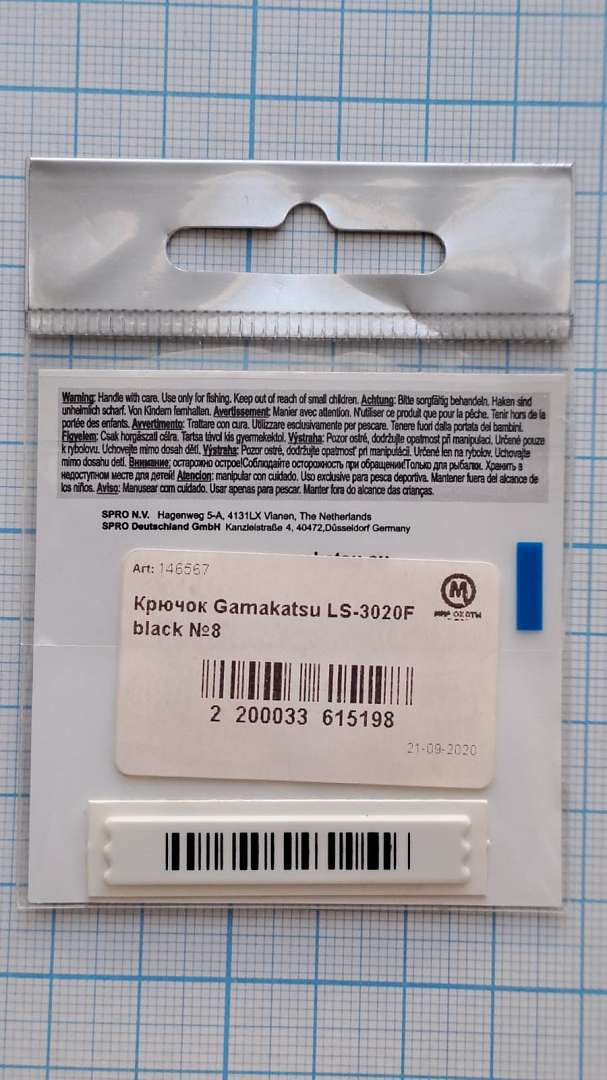 Warning: Handle with care. Use only for fishing. Keep out of reach of small children. Achtung: Bitte sorgfältig behandeln. Haken sind
unheimlich scharf. Von Kindern fernhalten. Avertissement: Manier avec attention. N'utiliser ce produit que pour la pêche. Tenir hors de la
portée des enfants. Avvertimento: Trattare con cura. Utilizzare esclusivamente per pescare. Tenere fuori dalla portata dei bambini.
Figyelem: Csak horgászati célra. Tartsa távol kis gyermekektol. Výstraha: Pozor ostré, dodržujte opatrnost při manipulaci. Určené pouze
k rybolovu. Uchovejte mimo dosah dětí. Výstraha: Pozor ostré, dodržujte opatrnosť pri manipulácii. Určené len na rybolov. Uchovajte
mimo dosahu detí. Внимание: осторожно острое!Соблюдайте осторожность при обращении!Только для рыбалки. Хранить в
недоступном месте для детей! Atencion: manipular con cuidado. Uso exclusivo para pesca deportiva. Mantener fuera del alcance de
los niños. Aviso: Manusear com cuidado. Usar apenas para pescar. Manter fora do alcance das crianças.
SPRO N.V. Hagenweg 5-A, 4131LX Vianen, The Netherlands
SPRO Deutschland GmbH Kanzleistraße 4, 40472,Düsseldorf Germany
Art: 146567
Крючок Gamakatsu LS-3020F
black №8
МИР ОХОТЫ
2 200033 615198
21-09-2020